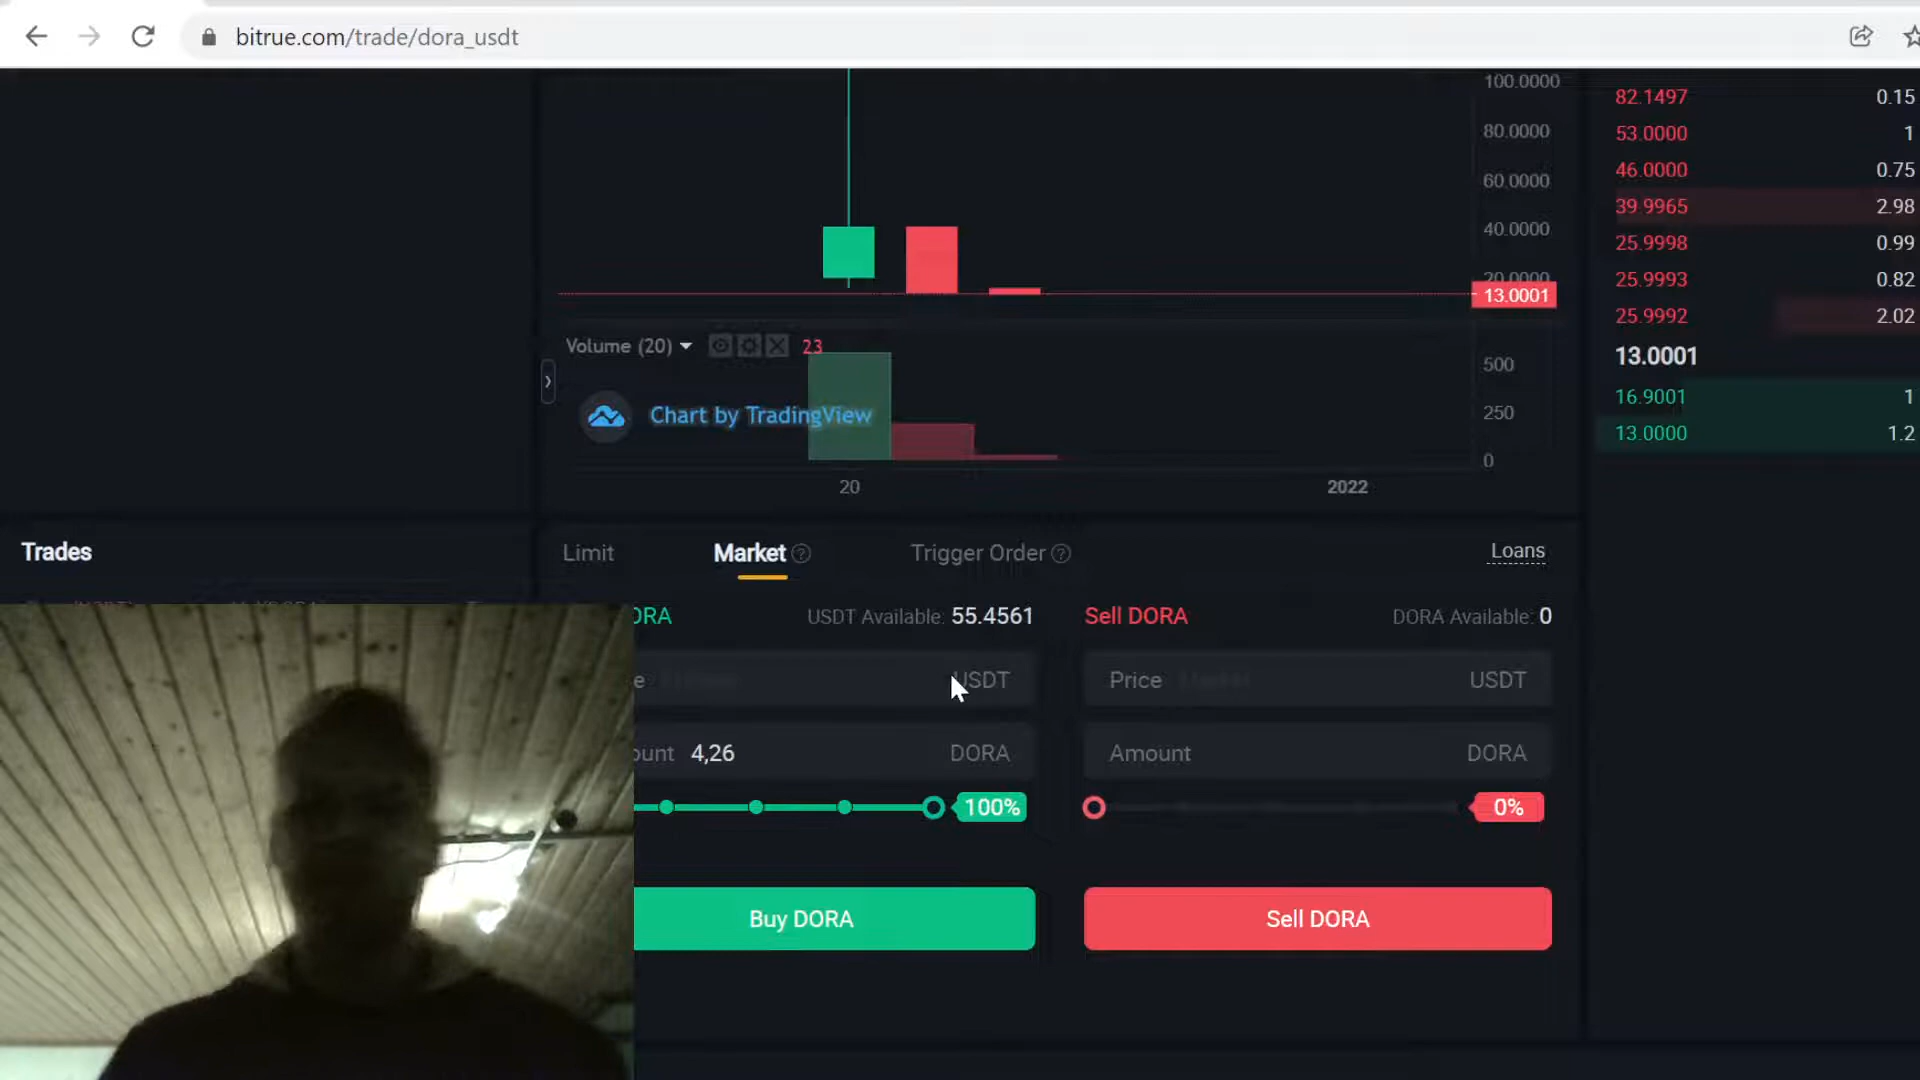 bitrue.com/trade/dora_usdt
100.0000
80.0000
60.0000
40.0000
20.0000
13.0001
82.1497 0.15
53.0000 1
46.0000 0.75
39.9965 2.98
25.9998 0.99
25.9993 0.82
25.9992 2.02
13.0001
16.9001 1
13.0000 1.2
Volume (20) 23
Chart by TradingView
500
250
0
20 2022
Trades
Limit Market Trigger Order Loans
USDT Available: 55.4561
Sell DORA DORA Available: 0
USDT
Price USDT
4,26 DORA
Amount DORA
100%
0%
Buy DORA
Sell DORA